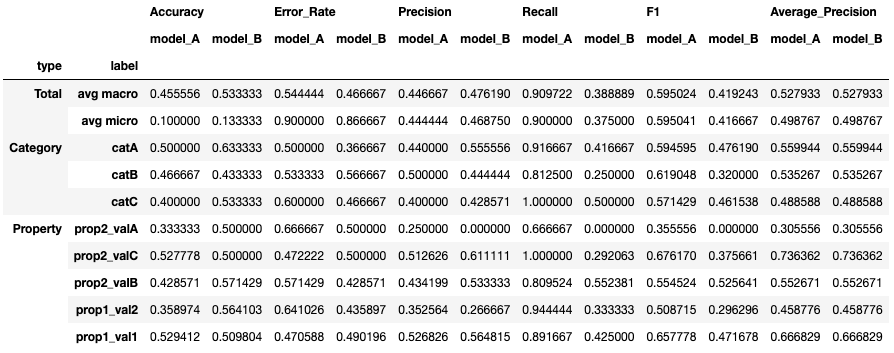 Accuracy Error_Rate Precision Recall F1 Average_Precision
model_A model_B model_A model_B model_A model_B model_A model_B model_A model_B model_A model_B
type label
Total avg macro 0.455556 0.533333 0.544444 0.466667 0.446667 0.476190 0.909722 0.388889 0.595024 0.419243 0.527933 0.527933
avg micro 0.100000 0.133333 0.900000 0.866667 0.444444 0.468750 0.900000 0.375000 0.595041 0.416667 0.498767 0.498767
Category catA 0.500000 0.633333 0.500000 0.366667 0.440000 0.555556 0.916667 0.416667 0.594595 0.476190 0.559944 0.559944
catB 0.466667 0.433333 0.533333 0.566667 0.500000 0.444444 0.812500 0.250000 0.619048 0.320000 0.535267 0.535267
catC 0.400000 0.533333 0.600000 0.466667 0.400000 0.428571 1.000000 0.500000 0.571429 0.461538 0.488588 0.488588
Property prop2_valA 0.333333 0.500000 0.666667 0.500000 0.250000 0.000000 0.666667 0.000000 0.355556 0.000000 0.305556 0.305556
prop2_valC 0.527778 0.500000 0.472222 0.500000 0.512626 0.611111 1.000000 0.292063 0.676170 0.375661 0.736362 0.736362
prop2_valB 0.428571 0.571429 0.571429 0.428571 0.434199 0.533333 0.809524 0.552381 0.554524 0.525641 0.552671 0.552671
prop1_val2 0.358974 0.564103 0.641026 0.435897 0.352564 0.266667 0.944444 0.333333 0.508715 0.296296 0.458776 0.458776
prop1_val1 0.529412 0.509804 0.470588 0.490196 0.526826 0.564815 0.891667 0.425000 0.657778 0.471678 0.666829 0.666829